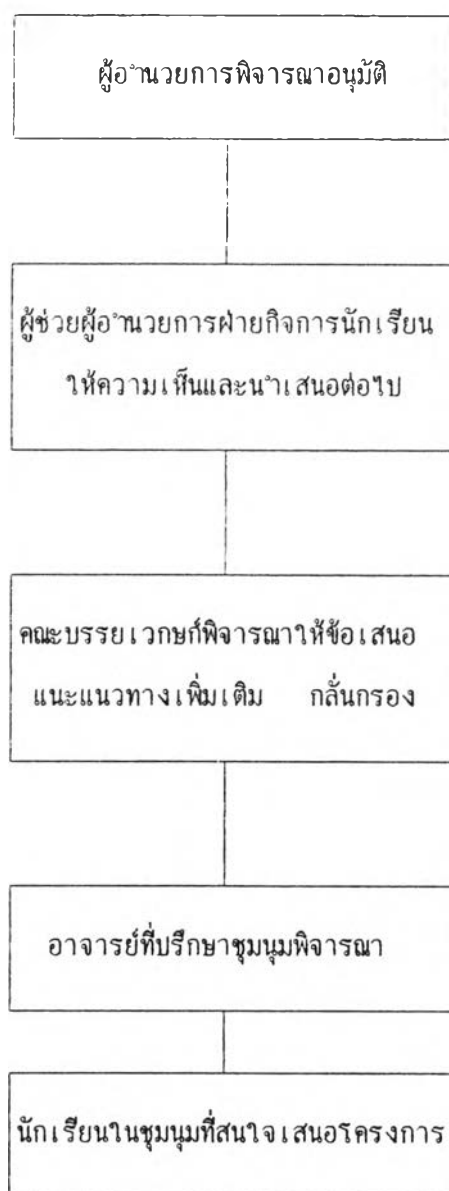 ผู้อำนวยการพิจารณาอนุมัติ
ผู้ช่วยผู้อำนวยการฝ่ายกิจการนักเรียน
ให้ความเห็นและนำเสนอต่อไป
คณะบรรยเวกษก์พิจารณาให้ข้อเสนอ
แนะแนวทางเพิ่มเติม กลั่นกรอง
อาจารย์ที่ปรึกษาชุมนุมพิจารณา
นักเรียนในชุมนุมที่สนใจเสนอโครงการ